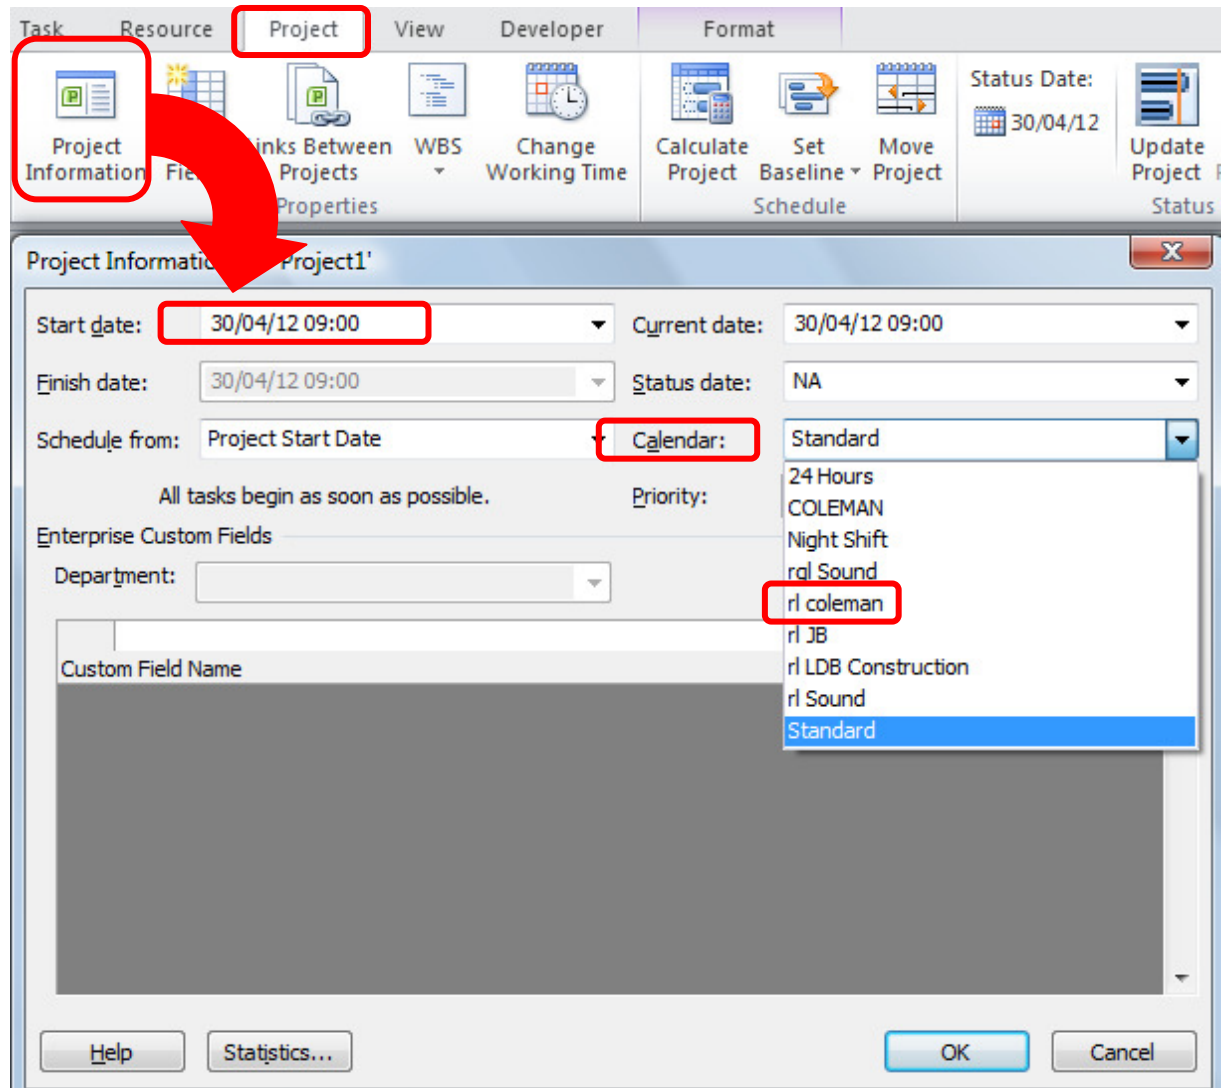 Task Resource Project View Developer Format
Project Information
Links Between Projects
WBS
Change Working Time
Calculate Project
Set Baseline
Move Project
Status Date:
30/04/12
Update Project
Properties
Schedule
Status
Project1'
Start date: 30/04/12 09:00
Current date: 30/04/12 09:00
Finish date: 30/04/12 09:00
Status date: NA
Schedule from: Project Start Date
Calendar: Standard
24 Hours
All tasks begin as soon as possible.
Priority:
COLEMAN
Enterprise Custom Fields
Night Shift
Department:
rgl Sound
rl coleman
rl JB
rl LDB Construction
Custom Field Name
rl Sound
Standard
Help
Statistics...
OK
Cancel